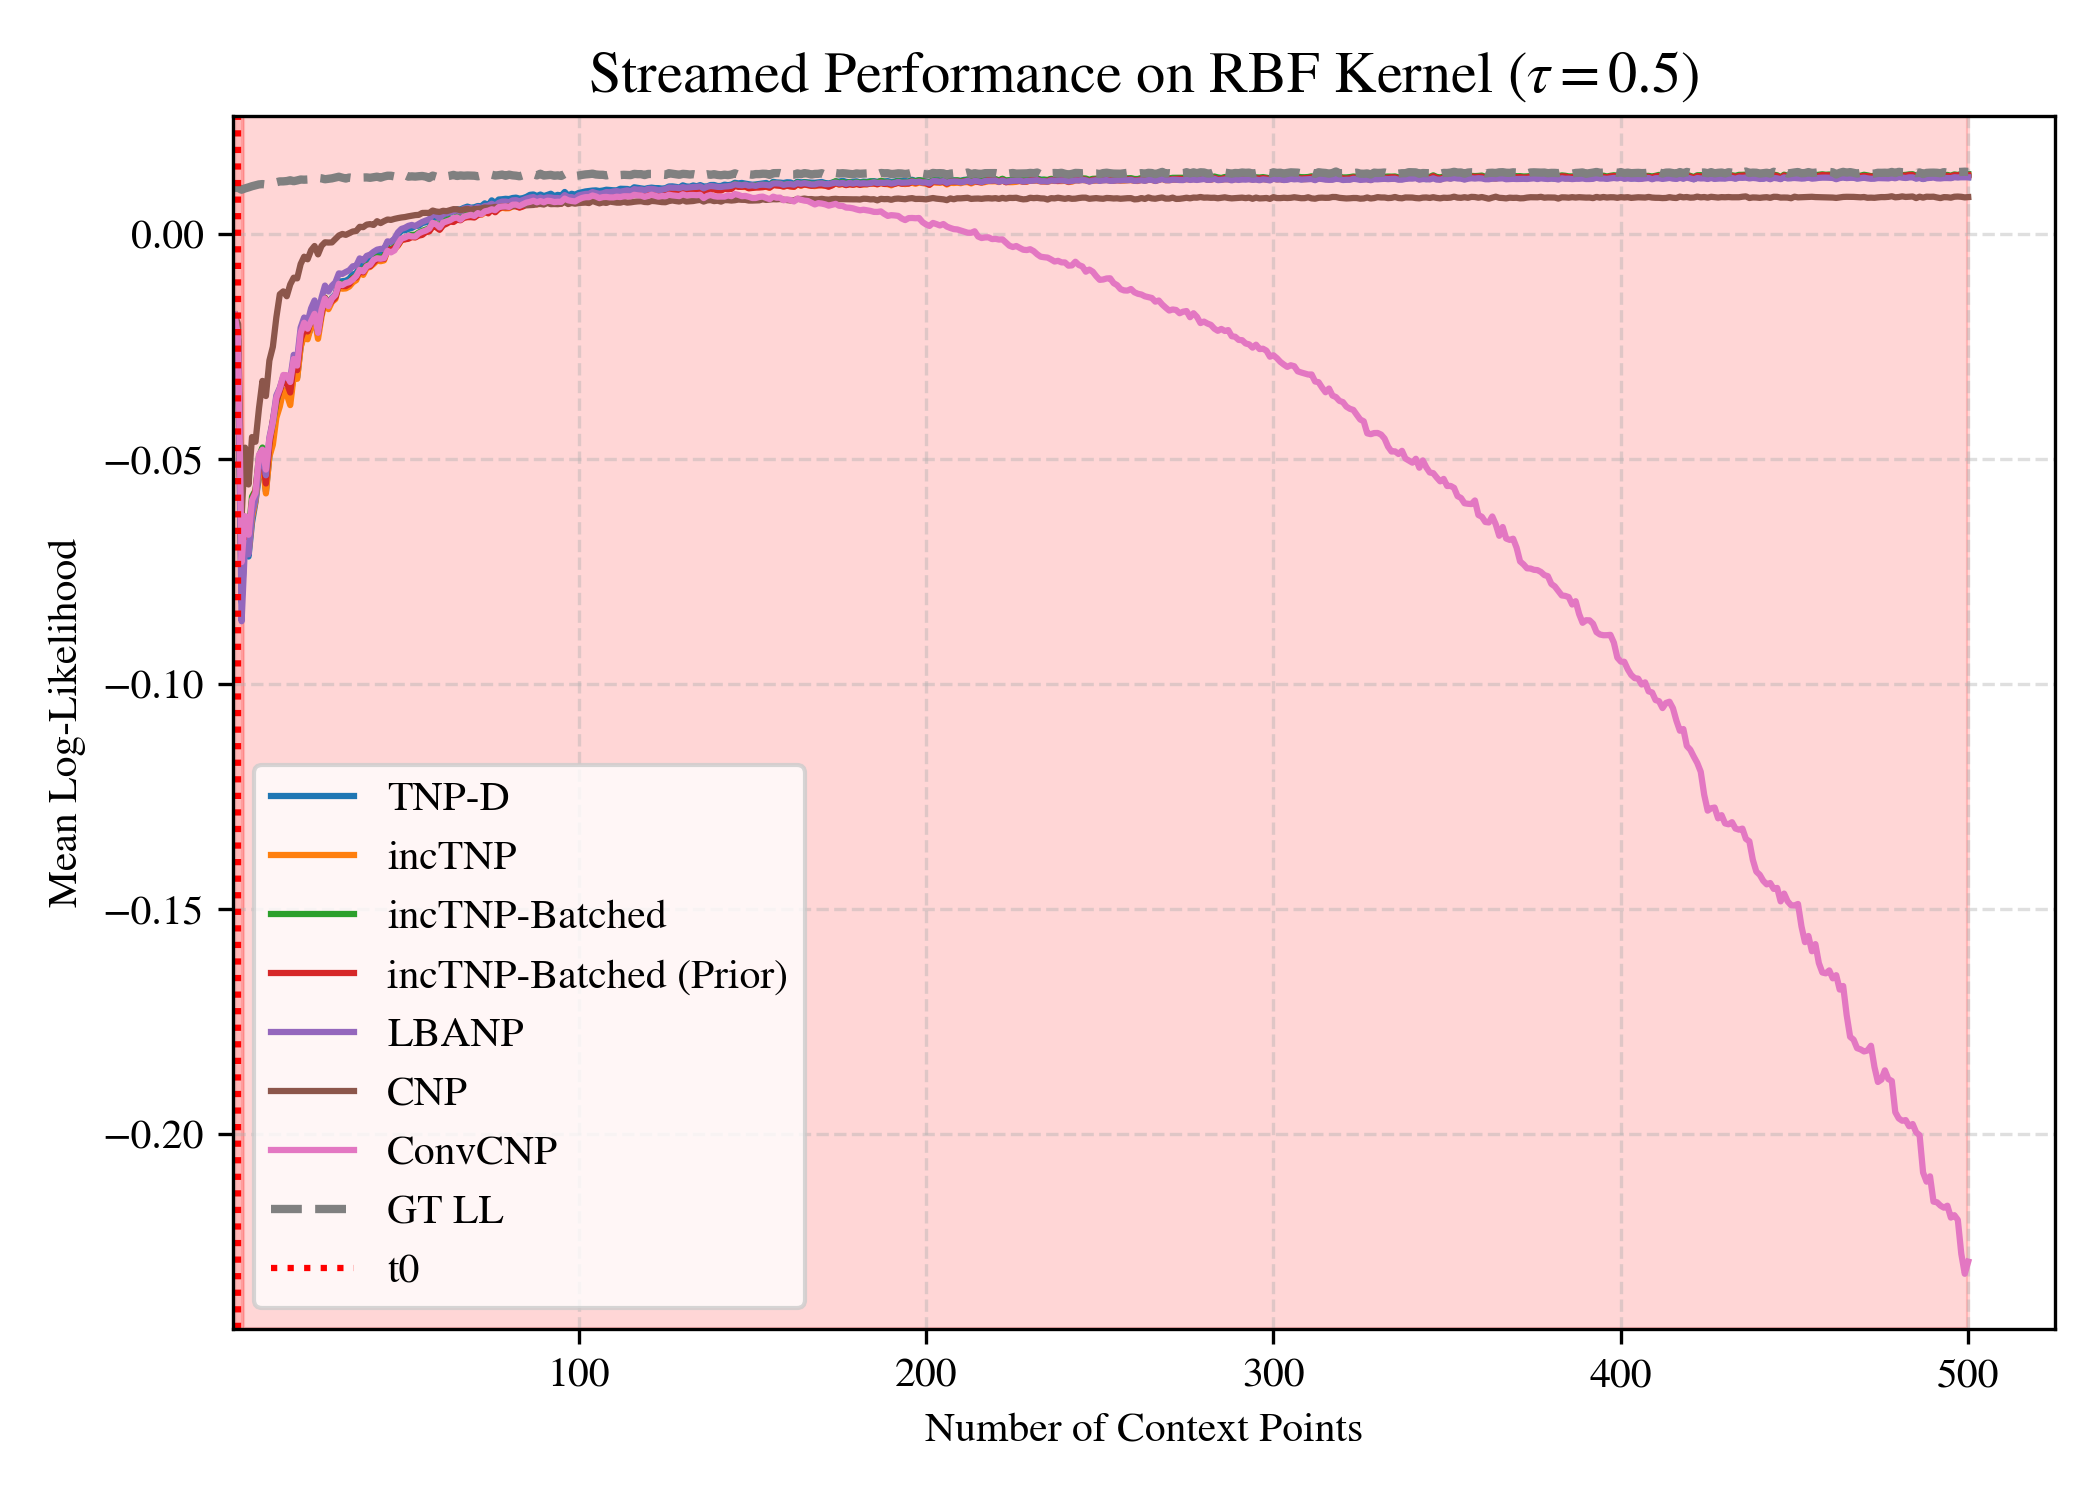 Streamed Performance on RBF Kernel (τ = 0.5)
Mean Log-Likelihood
0.00
−0.05
−0.10
−0.15
−0.20
TNP-D
incTNP
incTNP-Batched
incTNP-Batched (Prior)
LBANP
CNP
ConvCNP
GT LL
t0
100 200 300 400 500
Number of Context Points